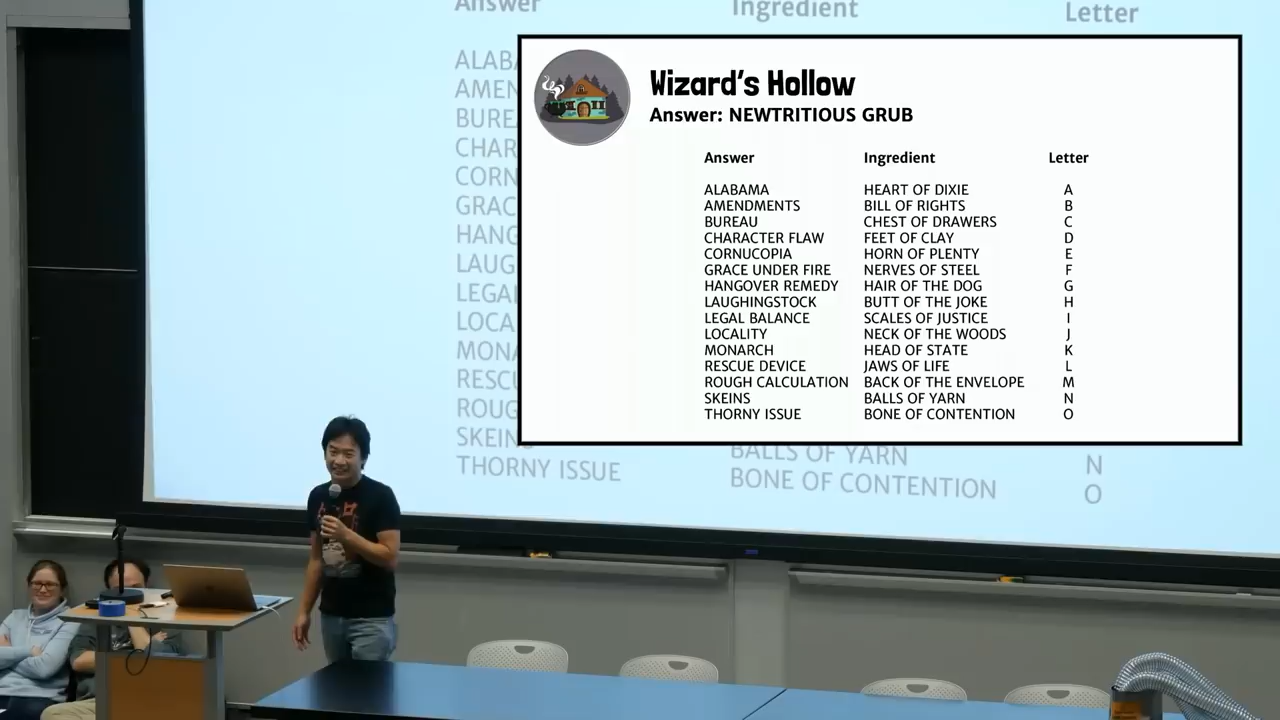 Answer Ingredient Letter
Wizard's Hollow
Answer: NEWTRITIOUS GRUB
Answer Ingredient Letter
ALABAMA HEART OF DIXIE A
AMENDMENTS BILL OF RIGHTS B
BUREAU CHEST OF DRAWERS C
CHARACTER FLAW FEET OF CLAY D
CORNUCOPIA HORN OF PLENTY E
GRACE UNDER FIRE NERVES OF STEEL F
HANGOVER REMEDY HAIR OF THE DOG G
LAUGHINGSTOCK BUTT OF THE JOKE H
LEGAL BALANCE SCALES OF JUSTICE I
LOCALITY NECK OF THE WOODS J
MONARCH HEAD OF STATE K
RESCUE DEVICE JAWS OF LIFE L
ROUGH CALCULATION BACK OF THE ENVELOPE M
SKEINS BALLS OF YARN N
THORNY ISSUE BONE OF CONTENTION O
ALABA
AMEN
BURE
CHAR
CORN
GRAC
HANG
LAUG
LEGA
LOCA
MONA
RESCU
ROUG
SKEINS BALLS OF YARN N
THORNY ISSUE BONE OF CONTENTION O